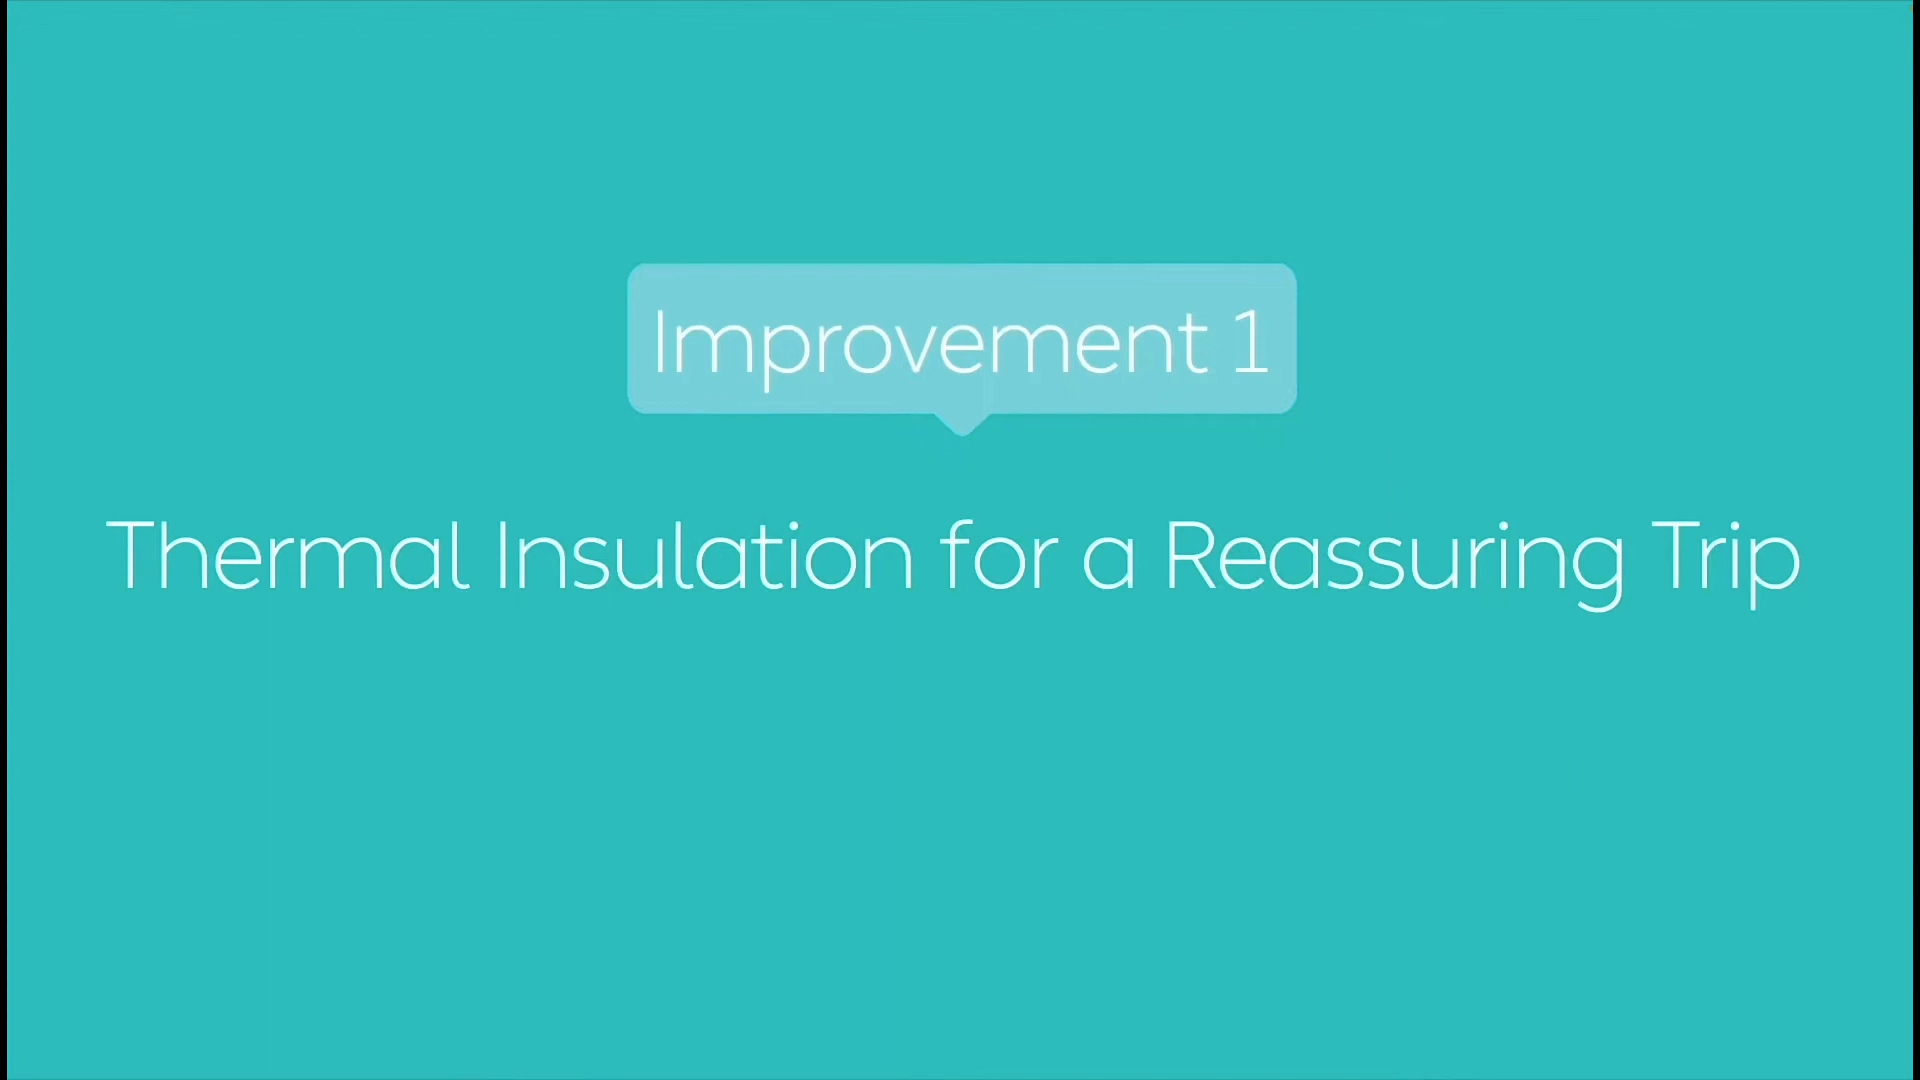 Improvement 1
Thermal Insulation for a Reassuring Trip